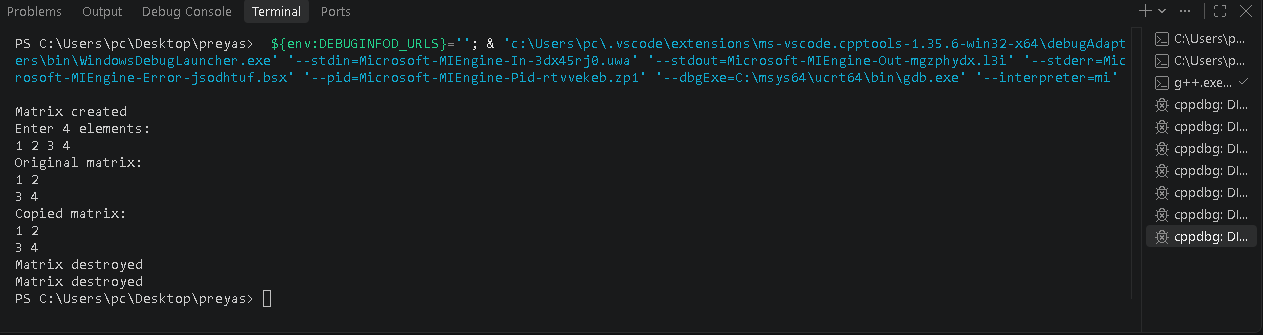 Problems Output Debug Console Terminal Ports
PS C:\Users\pc\Desktop\preyas>  ${env:DEBUGINFOD_URLS}=''; & 'c:\Users\pc\.vscode\extensions\ms-vscode.cpptools-1.35.6-win32-x64\debugAdapt
ers\bin\WindowsDebugLauncher.exe' '--stdin=Microsoft-MIEngine-In-3dx45rj0.uwa' '--stdout=Microsoft-MIEngine-Out-mgzphydx.l3i' '--stderr=Mic
rosoft-MIEngine-Error-jsodhtuf.bsx' '--pid=Microsoft-MIEngine-Pid-rtvvekeb.zp1' '--dbgExe=C:\msys64\ucrt64\bin\gdb.exe' '--interpreter=mi'
Matrix created
Enter 4 elements:
1 2 3 4
Original matrix:
1 2
3 4
Copied matrix:
1 2
3 4
Matrix destroyed
Matrix destroyed
PS C:\Users\pc\Desktop\preyas>
C:\Users\p...
C:\Users\p...
g++.exe...
cppdbg: DI...
cppdbg: DI...
cppdbg: DI...
cppdbg: DI...
cppdbg: DI...
cppdbg: DI...
cppdbg: DI...